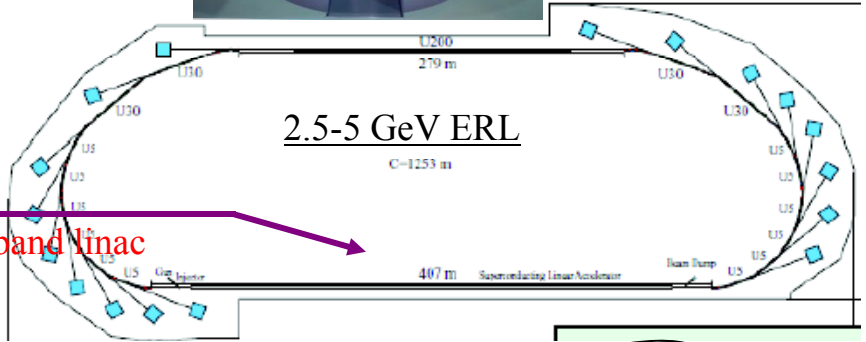 U200
279 m
U30
U30
U30
U30
2.5-5 GeV ERL
C=1253 m
U5
U5
U5
U5
U5
U5
U5
U5
U5
U5
band linac
407 m
Gun
Injector
Superconducting Linear Accelerator
Beam Dump
U5
U5